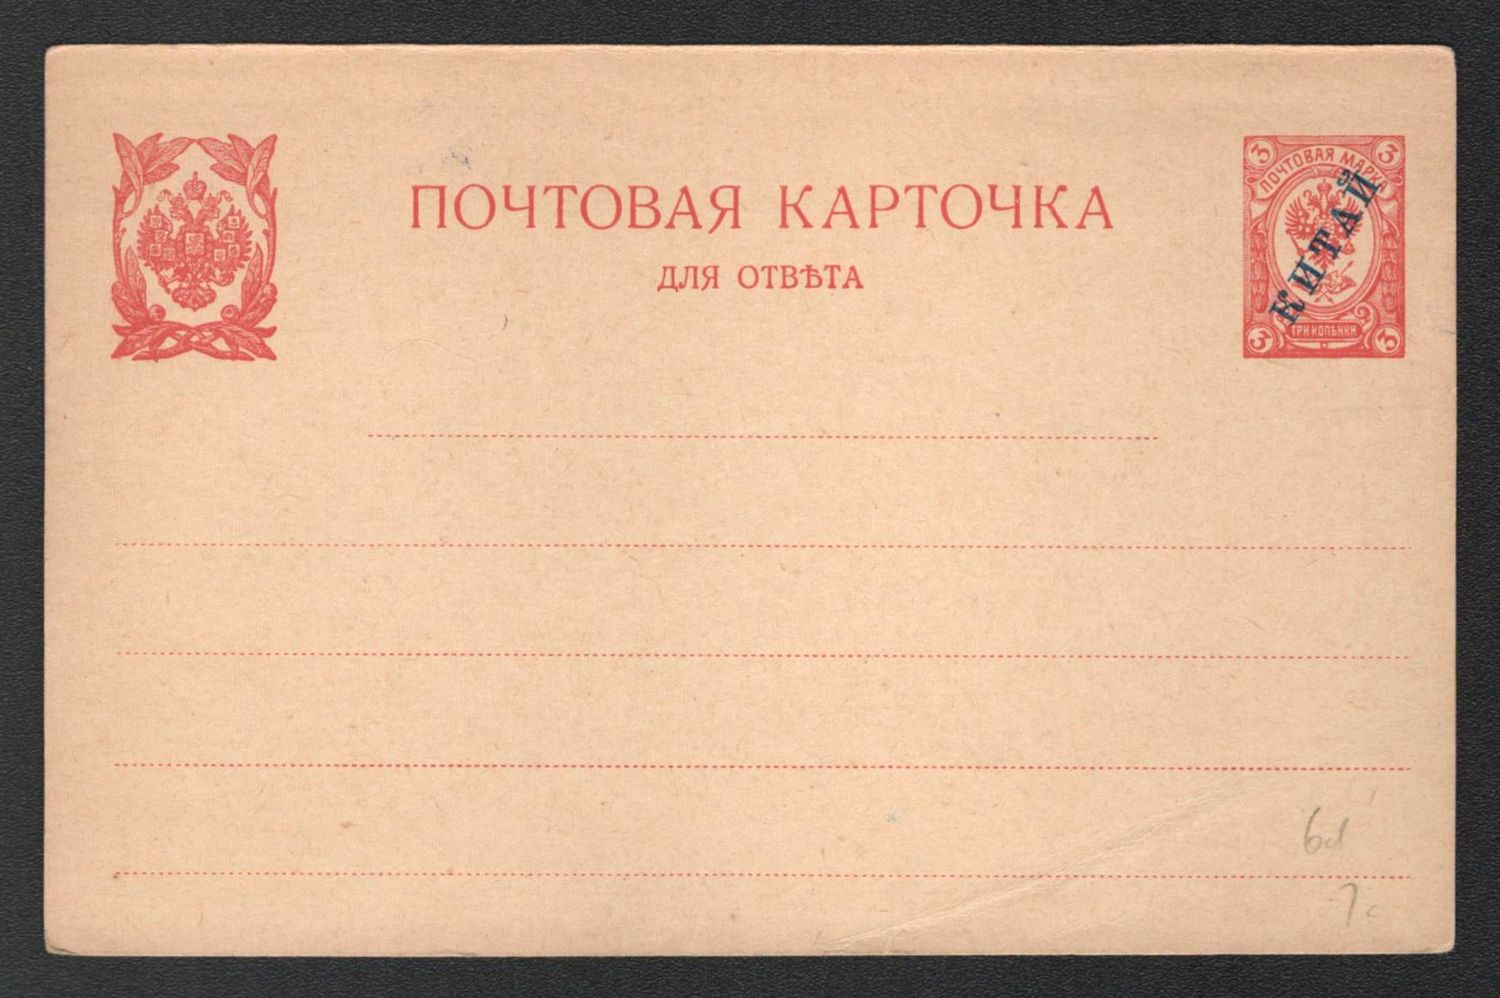 ПОЧТОВАЯ КАРТОЧКА
ДЛЯ ОТВѢТА
3 3
ПОЧТОВАЯ МАРКА
КИТАЙ
ТРИ КОПѢЙКИ
3 3
6d
7c